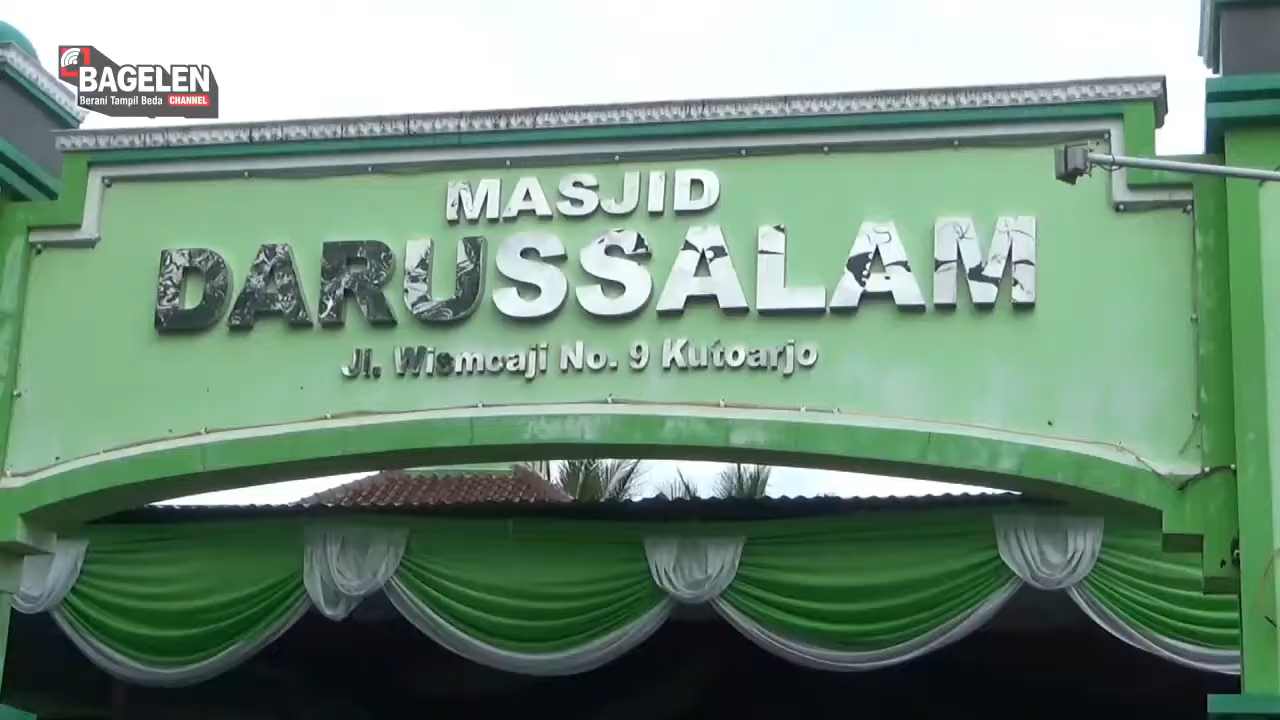 BAGELEN
Berani Tampil Beda CHANNEL
MASJID
DARUSSALAM
Jl. Wismoaji No. 9 Kutoarjo